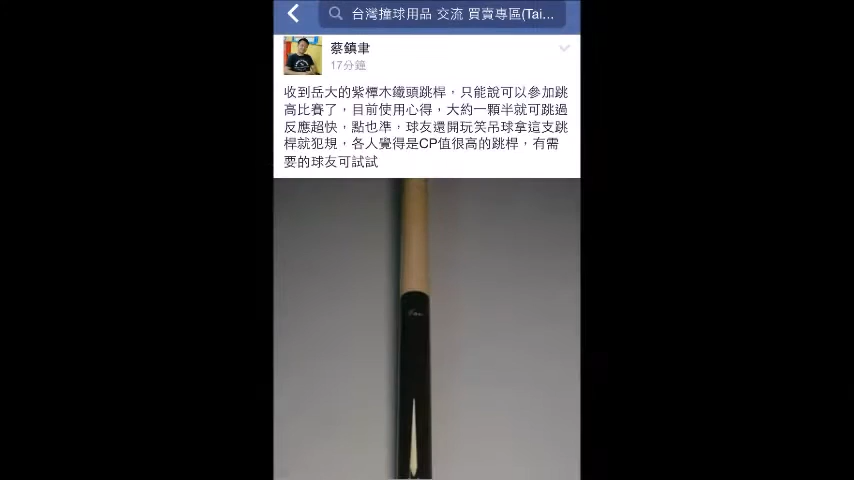 台灣撞球用品 交流 買賣專區(Tai...
蔡鎮聿
17分鐘
收到岳大的紫檀木鐵頭跳桿，只能說可以參加跳
高比賽了，目前使用心得，大約一顆半就可跳過
反應超快，點也準，球友還開玩笑吊球拿這支跳
桿就犯規，各人覺得是CP值很高的跳桿，有需
要的球友可試試